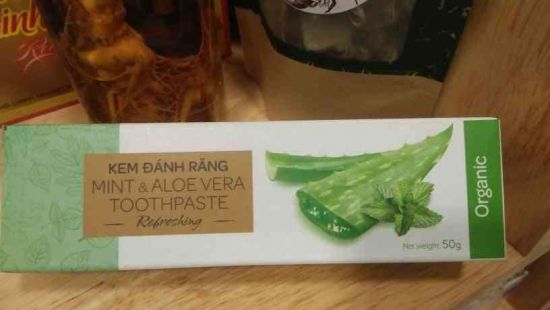 KEM ĐÁNH RĂNG
MINT & ALOE VERA
TOOTHPASTE
Refreshing
Organic
Net weight: 50g